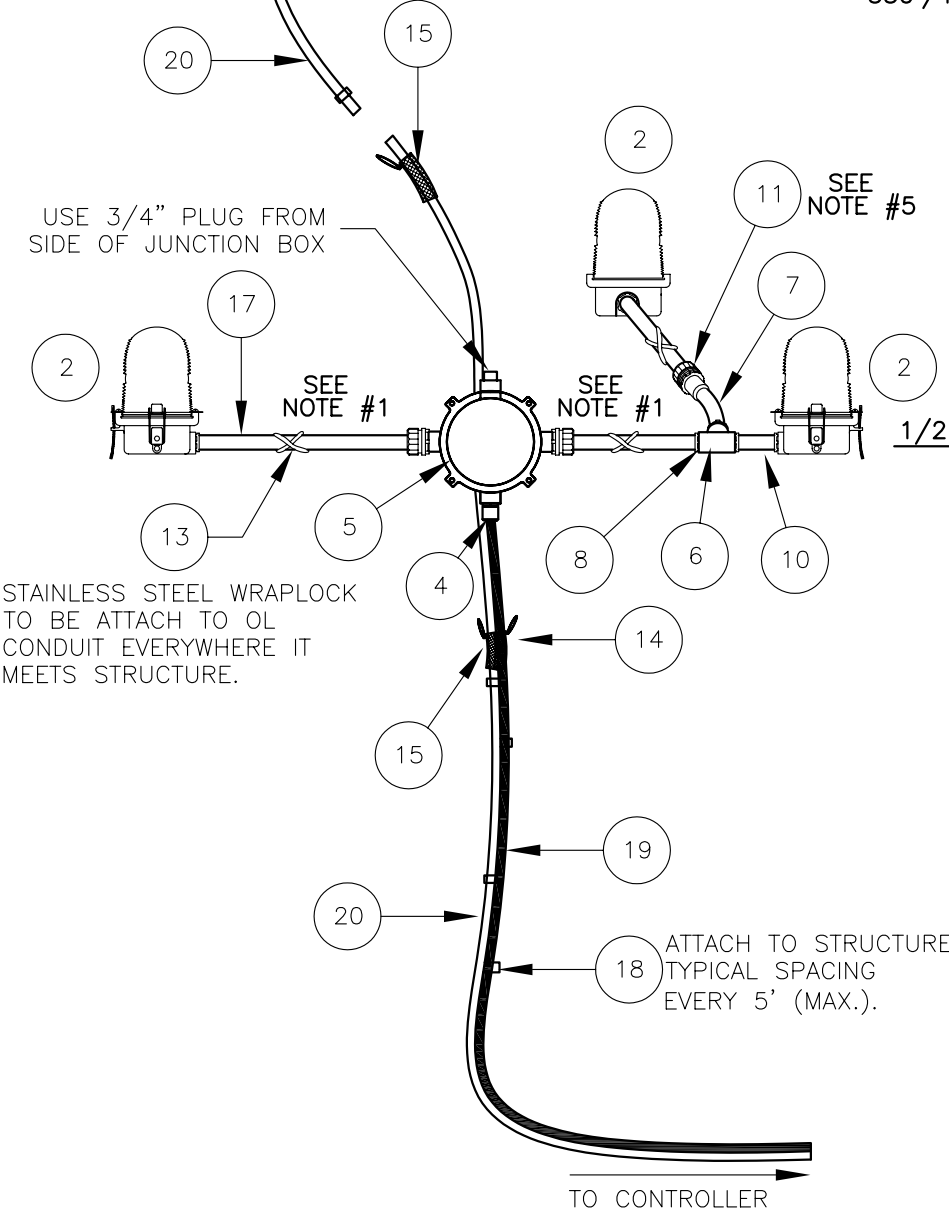 15
20
2
USE 3/4” PLUG FROM
SIDE OF JUNCTION BOX
11
SEE
NOTE #5
17
7
2
SEE
NOTE #1
SEE
NOTE #1
2
1/2
13
5
4
8
6
10
STAINLESS STEEL WRAPLOCK
TO BE ATTACH TO OL
CONDUIT EVERYWHERE IT
MEETS STRUCTURE.
14
15
19
20
18
ATTACH TO STRUCTURE
TYPICAL SPACING
EVERY 5' (MAX.).
TO CONTROLLER